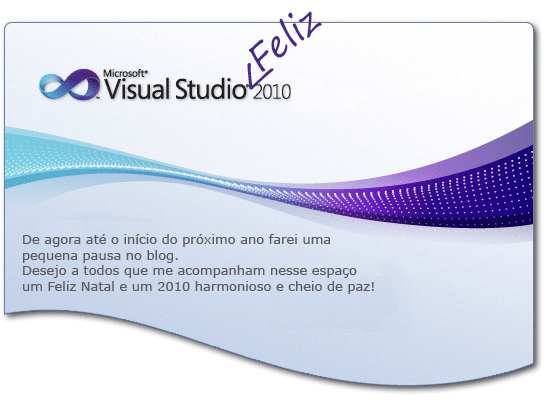 Feliz
Microsoft®
Visual Studio® 2010
De agora até o início do próximo ano farei uma
pequena pausa no blog.
Desejo a todos que me acompanham nesse espaço
um Feliz Natal e um 2010 harmonioso e cheio de paz!